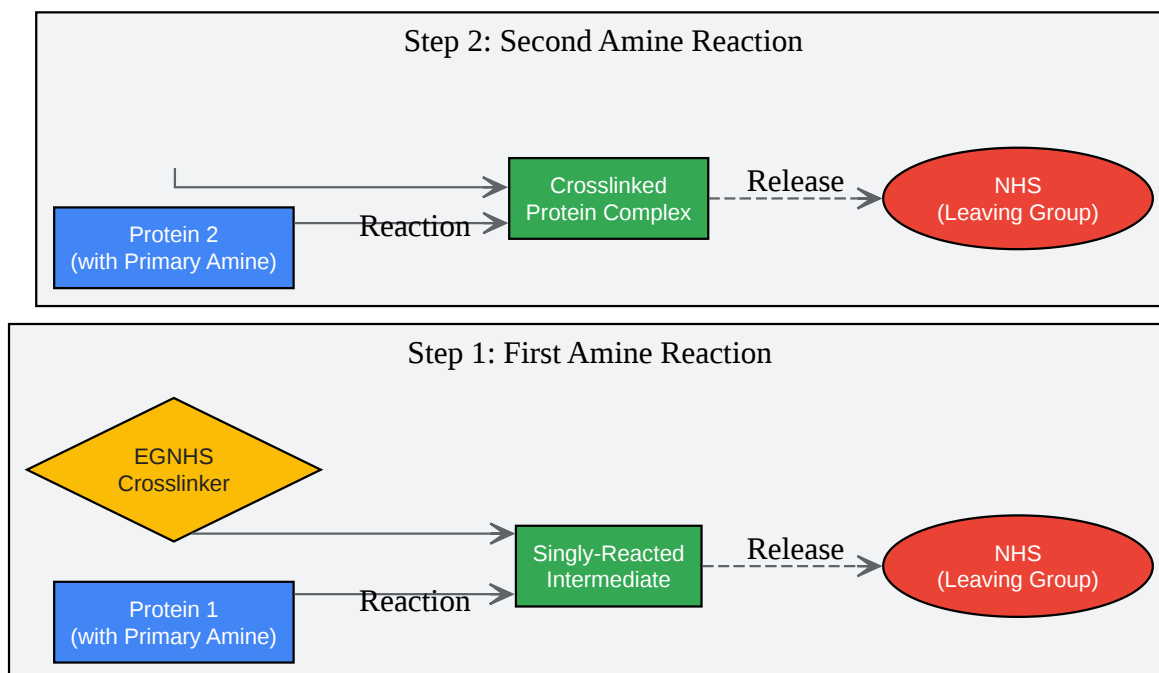 Step 2: Second Amine Reaction
Crosslinked
Protein Complex
Release
NHS
(Leaving Group)
Protein 2
(with Primary Amine)
Reaction
Step 1: First Amine Reaction
EGNHS
Crosslinker
Singly-Reacted
Intermediate
Release
NHS
(Leaving Group)
Protein 1
(with Primary Amine)
Reaction